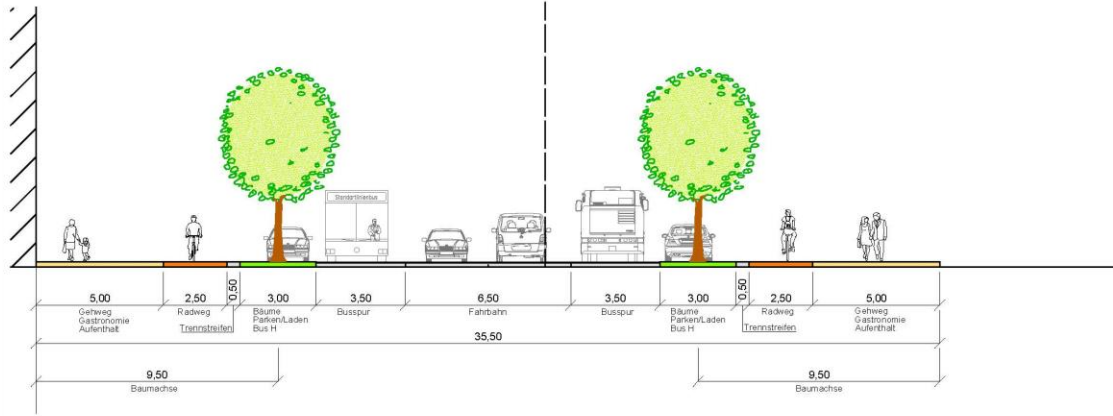 Standardlinienbus
5,00
2,50
0,50
3,00
3,50
6,50
3,50
3,00
0,50
2,50
5,00
Gehweg
Gastronomie
Aufenthalt
Radweg
Trennstreifen
Bäume
Parken/Laden
Bus H
Busspur
Fahrbahn
Busspur
Bäume
Parken/Laden
Bus H
Trennstreifen
Radweg
Gehweg
Gastronomie
Aufenthalt
35,50
9,50
Baumachse
9,50
Baumachse